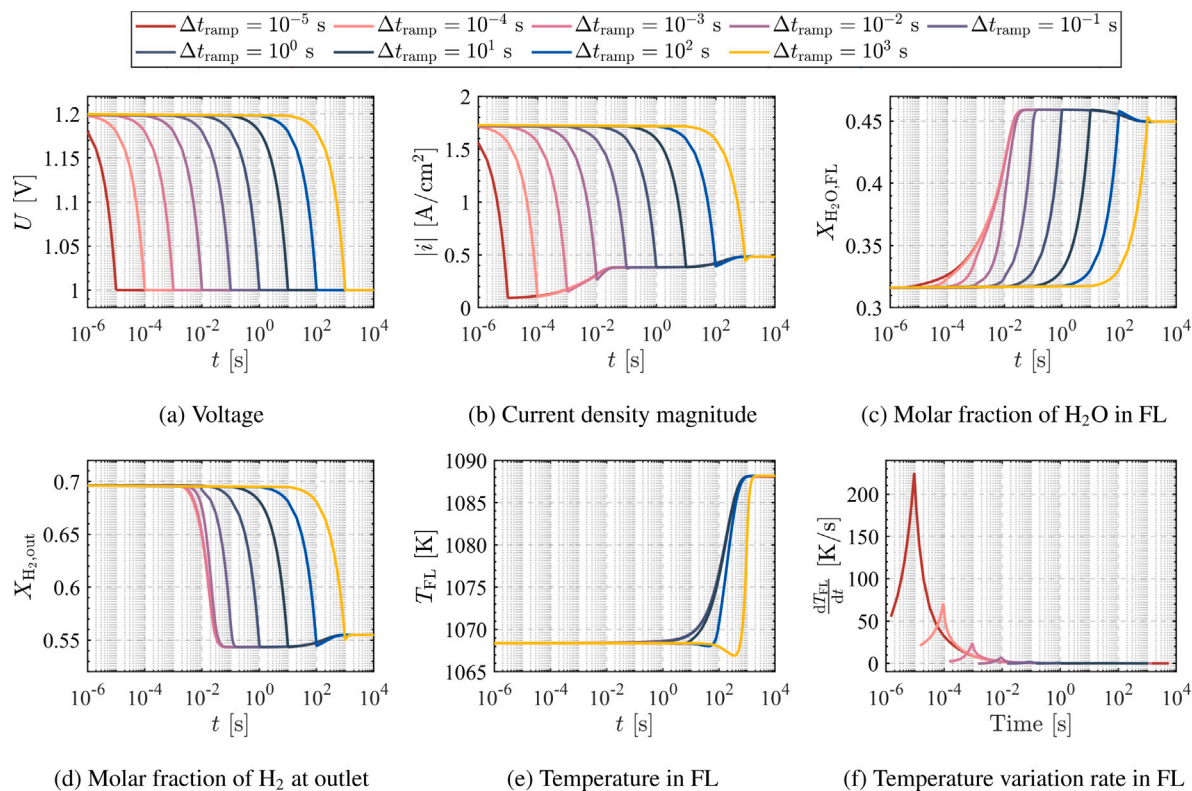 Δt_ramp = 10^−5 s Δt_ramp = 10^−4 s Δt_ramp = 10^−3 s Δt_ramp = 10^−2 s Δt_ramp = 10^−1 s
Δt_ramp = 10^0 s Δt_ramp = 10^1 s Δt_ramp = 10^2 s Δt_ramp = 10^3 s
U [V]
1.2
1.15
1.1
1.05
1
10^−6 10^−4 10^−2 10^0 10^2 10^4
t [s]
(a) Voltage
|i| [A/cm^2]
2
1.5
1
0.5
0
10^−6 10^−4 10^−2 10^0 10^2 10^4
t [s]
(b) Current density magnitude
X_H2O,FL
0.45
0.4
0.35
0.3
10^−6 10^−4 10^−2 10^0 10^2 10^4
t [s]
(c) Molar fraction of H2O in FL
X_H2,out
0.7
0.65
0.6
0.55
10^−6 10^−4 10^−2 10^0 10^2 10^4
t [s]
(d) Molar fraction of H2 at outlet
T_FL [K]
1090
1085
1080
1075
1070
1065
10^−6 10^−4 10^−2 10^0 10^2 10^4
t [s]
(e) Temperature in FL
dT_FL/dt [K/s]
200
150
100
50
0
10^−6 10^−4 10^−2 10^0 10^2 10^4
Time [s]
(f) Temperature variation rate in FL